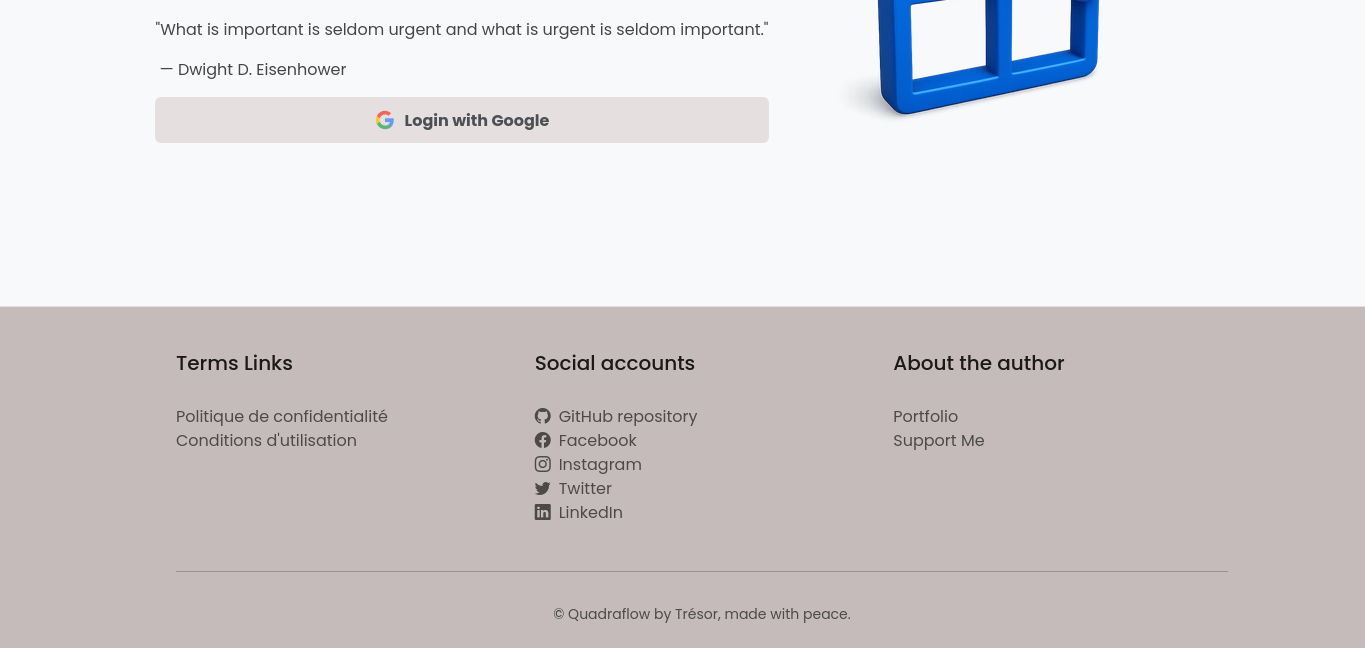 "What is important is seldom urgent and what is urgent is seldom important."
— Dwight D. Eisenhower
Login with Google
Terms Links
Politique de confidentialité
Conditions d'utilisation
Social accounts
GitHub repository
Facebook
Instagram
Twitter
LinkedIn
About the author
Portfolio
Support Me
© Quadraflow by Trésor, made with peace.